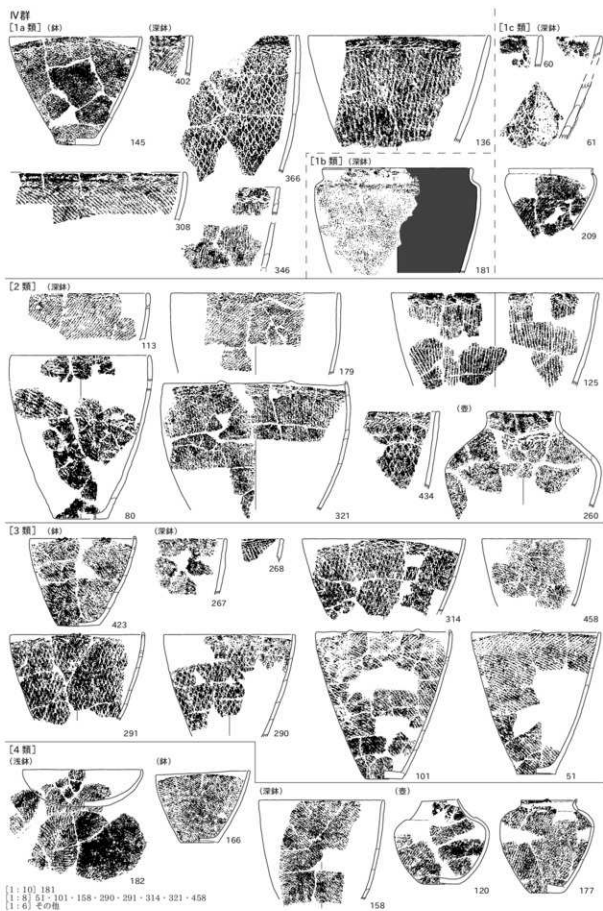 Ⅳ群
[1a 類] (鉢)
145
(深鉢)
402
366
136
308
346
[1b 類] (深鉢)
181
[1c 類] (深鉢)
60
61
209
[2 類] (深鉢)
113
179
125
80
321
434
(壺)
260
[3 類] (鉢)
423
(深鉢)
267
268
314
458
291
290
101
51
[4 類]
(浅鉢)
182
(鉢)
166
(深鉢)
158
(壺)
120
177
[1：10] 181
[1：8] 51・101・158・290・291・314・321・458
[1：6] その他